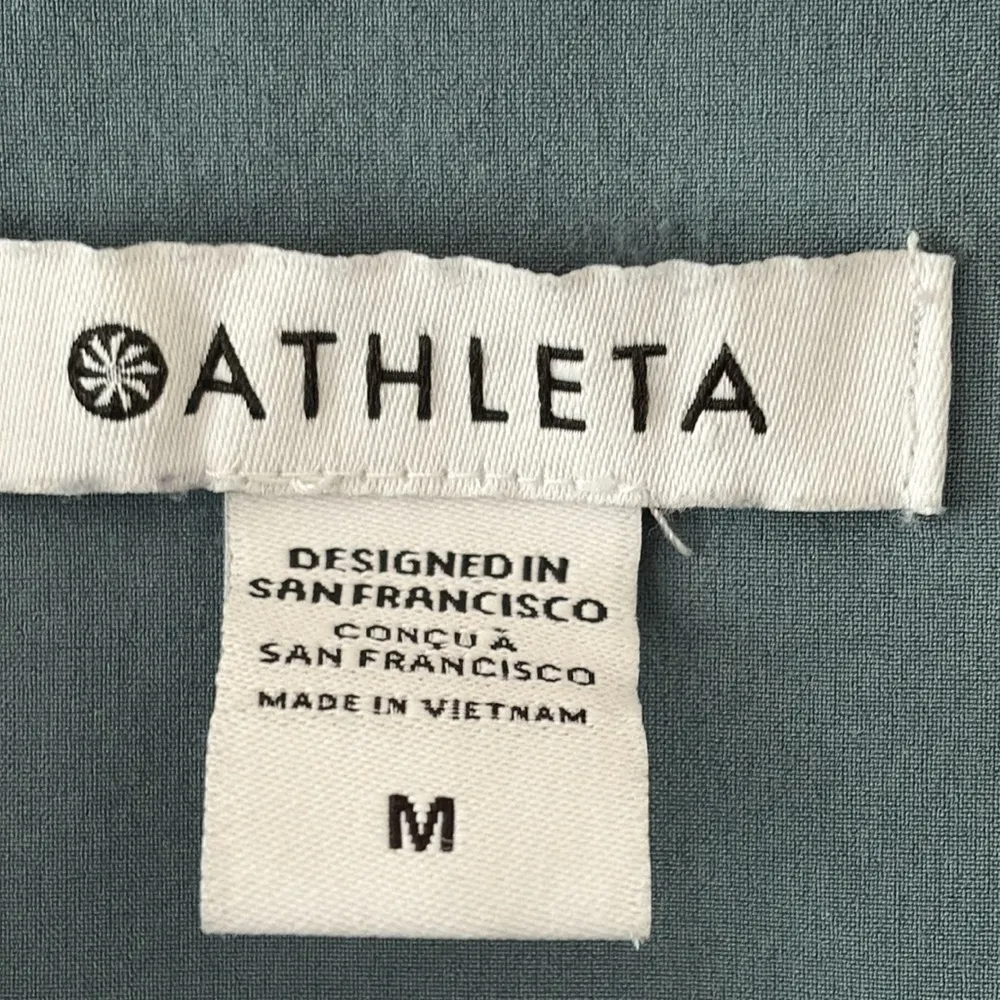 ATHLETA
DESIGNED IN
SAN FRANCISCO
CONÇU À
SAN FRANCISCO
MADE IN VIETNAM
M